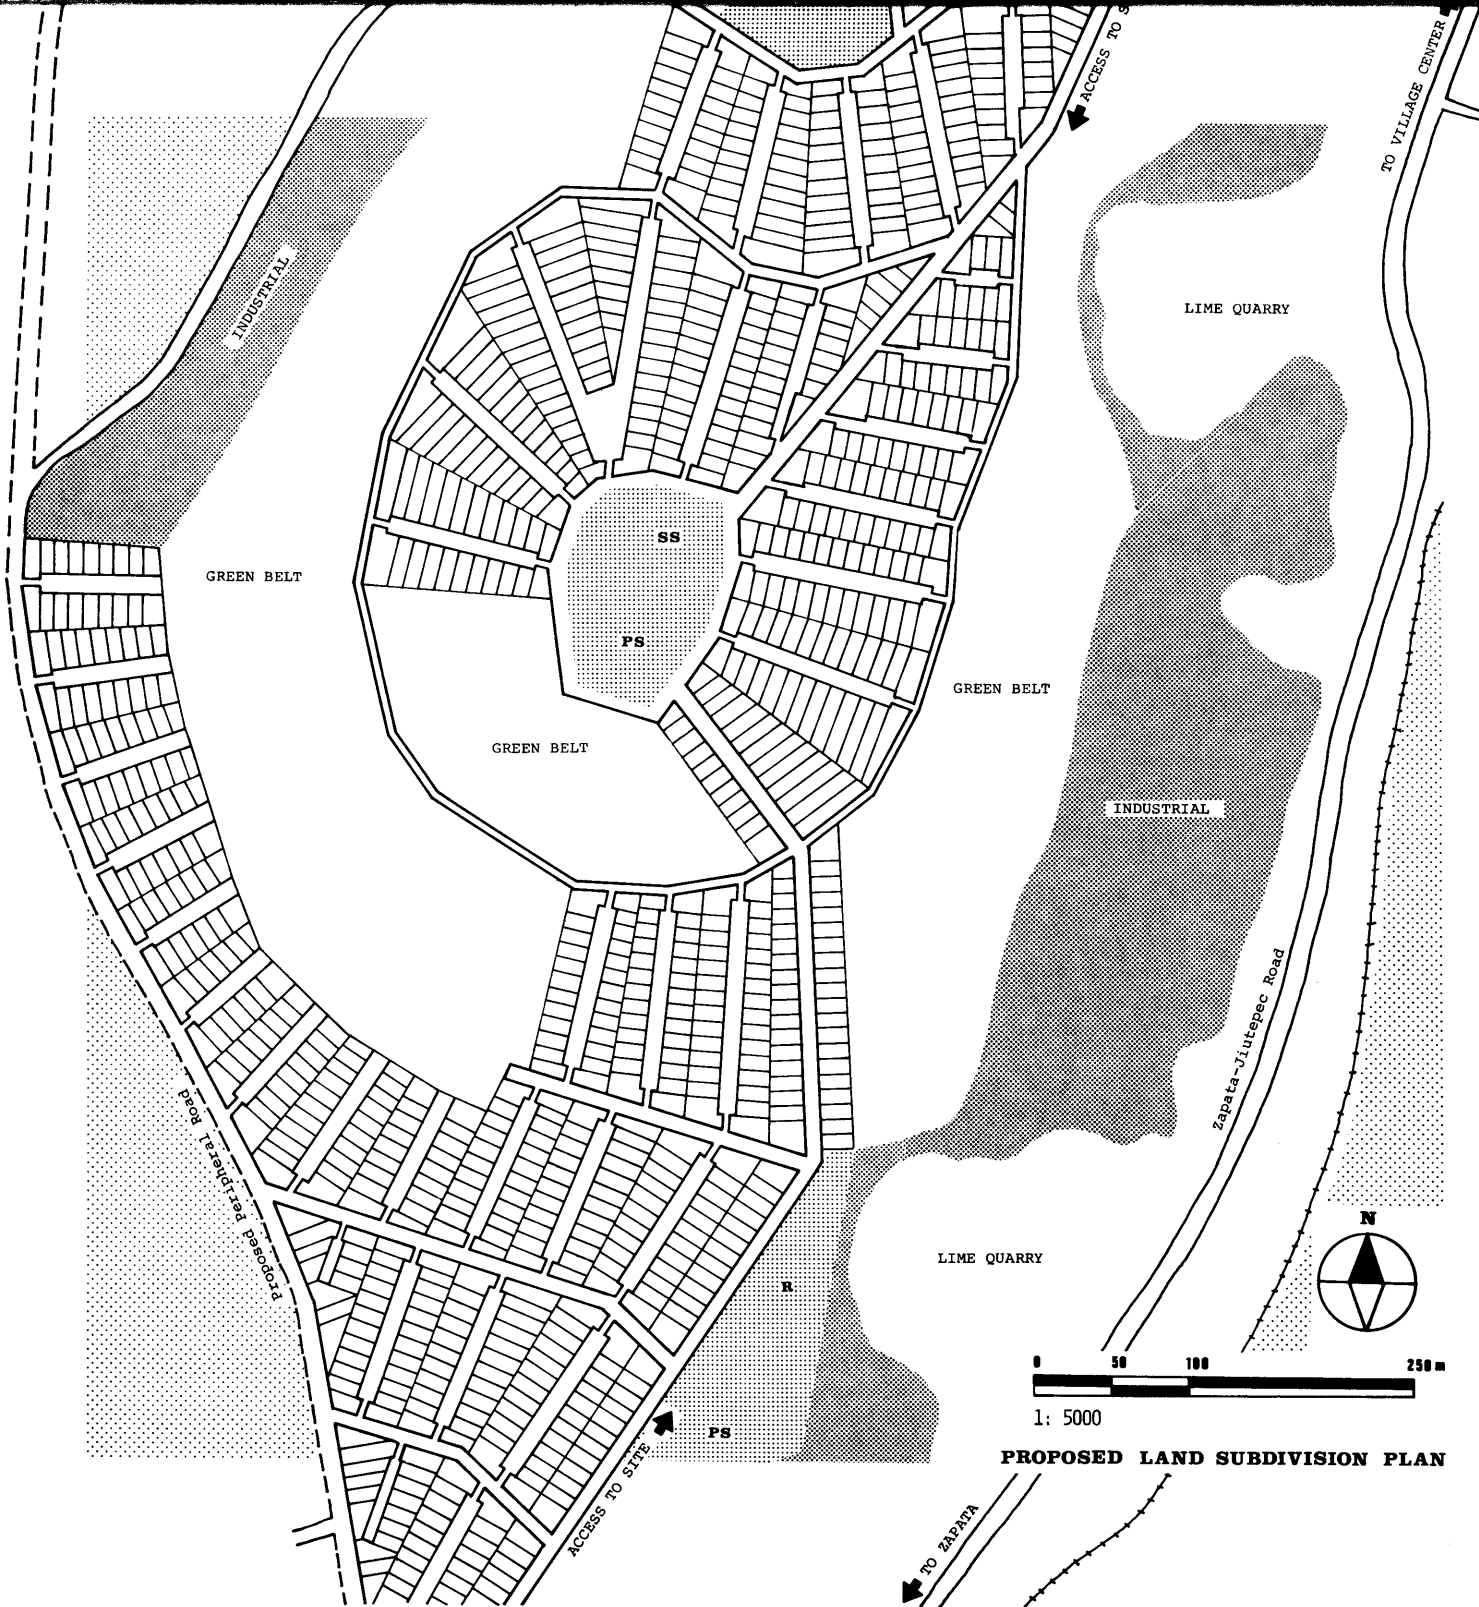 ACCESS TO S
TO VILLAGE CENTER
INDUSTRIAL
LIME QUARRY
SS
GREEN BELT
PS
GREEN BELT
GREEN BELT
INDUSTRIAL
Zapata-Jiutepec Road
Proposed Peripheral Road
N
LIME QUARRY
R
0 50 100 250 m
1: 5000
PS
ACCESS TO SITE
PROPOSED LAND SUBDIVISION PLAN
TO ZAPATA